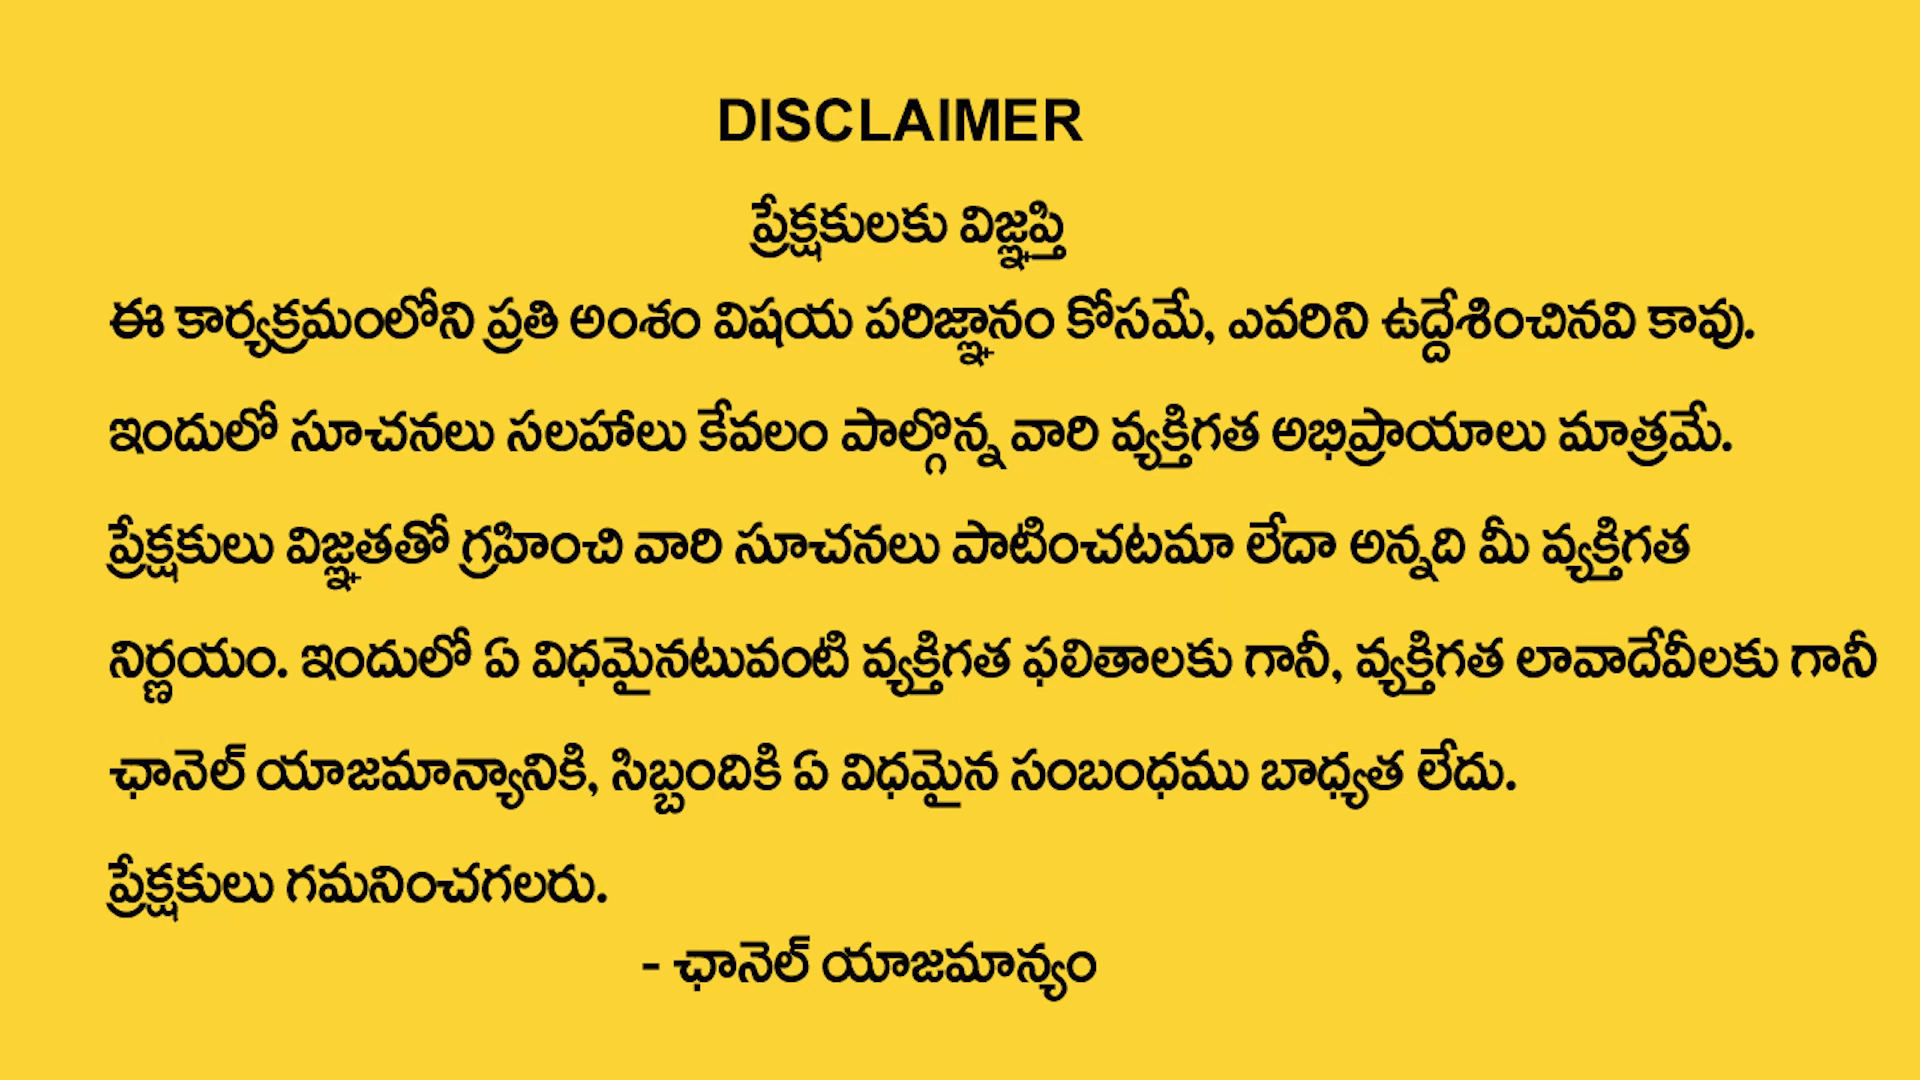 DISCLAIMER
ప్రేక్షకులకు విజ్ఞప్తి
ఈ కార్యక్రమంలోని ప్రతి అంశం విషయ పరిజ్ఞానం కోసమే, ఎవరిని ఉద్దేశించినవి కావు.
ఇందులో సూచనలు సలహాలు కేవలం పాల్గొన్న వారి వ్యక్తిగత అభిప్రాయాలు మాత్రమే.
ప్రేక్షకులు విజ్ఞతతో గ్రహించి వారి సూచనలు పాటించటమా లేదా అన్నది మీ వ్యక్తిగత
నిర్ణయం. ఇందులో ఏ విధమైనటువంటి వ్యక్తిగత ఫలితాలకు గానీ, వ్యక్తిగత లావాదేవీలకు గానీ
ఛానెల్ యాజమాన్యానికి, సిబ్బందికి ఏ విధమైన సంబంధము బాధ్యత లేదు.
ప్రేక్షకులు గమనించగలరు.
- ఛానెల్ యాజమాన్యం